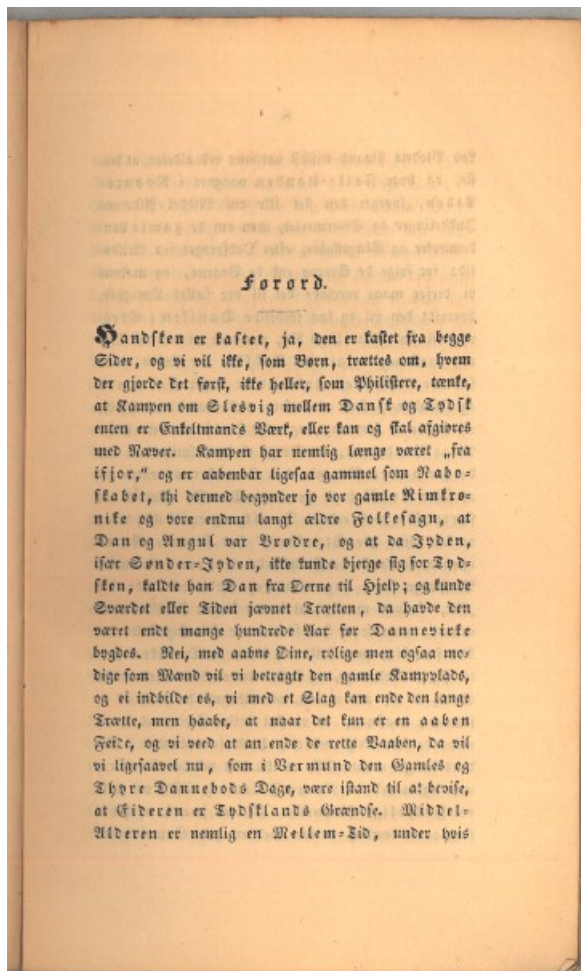 Forord.
Handsken er kastet, ja, den er kastet fra begge
Sider, og vi vil ikke, som Børn, trættes om, hvem
der gjorde det først, ikke heller, som Philistere, tænke,
at Kampen om Slesvig mellem Dansk og Tydsk
enten er Enkeltmands Værk, eller kan og skal afgiøres
med Næver. Kampen har nemlig længe været „fra
ifjor,“ og er aabenbar ligesaa gammel som Nabo-
skabet, thi dermed begynder jo vor gamle Rimkrø-
nike og vore endnu langt ældre Folkesagn, at
Dan og Angul var Brødre, og at da Jyden,
især Sønder-Jyden, ikke kunde bjerge sig for Tyd-
sken, kaldte han Dan fra Øerne til Hjelp; og kunde
Sværdet eller Tiden jævnet Trætten, da havde den
været endt mange hundrede Aar før Dannevirke
bygdes. Nei, med aabne Øine, rolige men ogsaa mo-
dige som Mænd vil vi betragte den gamle Kampplads,
og ei indbilde os, vi med et Slag kan ende den lange
Trætte, men haabe, at naar det kun er en aaben
Feide, og vi veed at an ende de rette Vaaben, da vil
vi ligesaavel nu, som i Vermund den Gamles og
Thyre Dannebods Dage, være istand til at bevise,
at Eideren er Tydsklands Grændse. Middel-
Alderen er nemlig en Mellem-Tid, under hvis